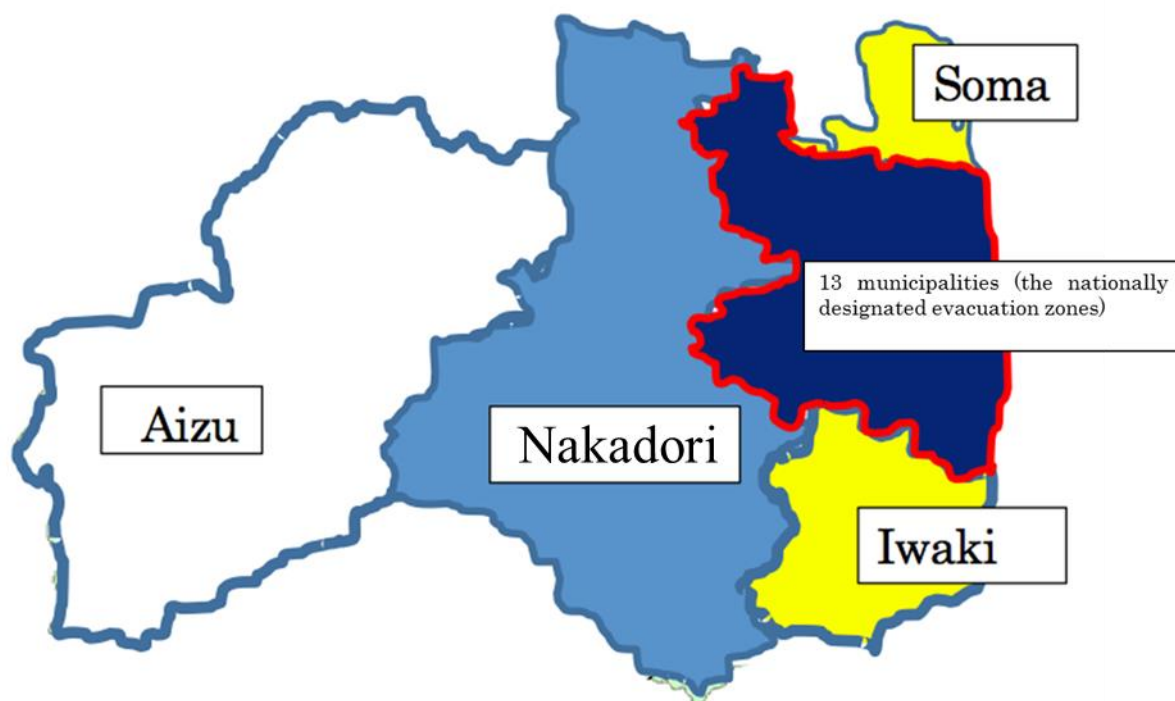 Soma
13 municipalities (the nationally
designated evacuation zones)
Aizu
Nakadori
Iwaki